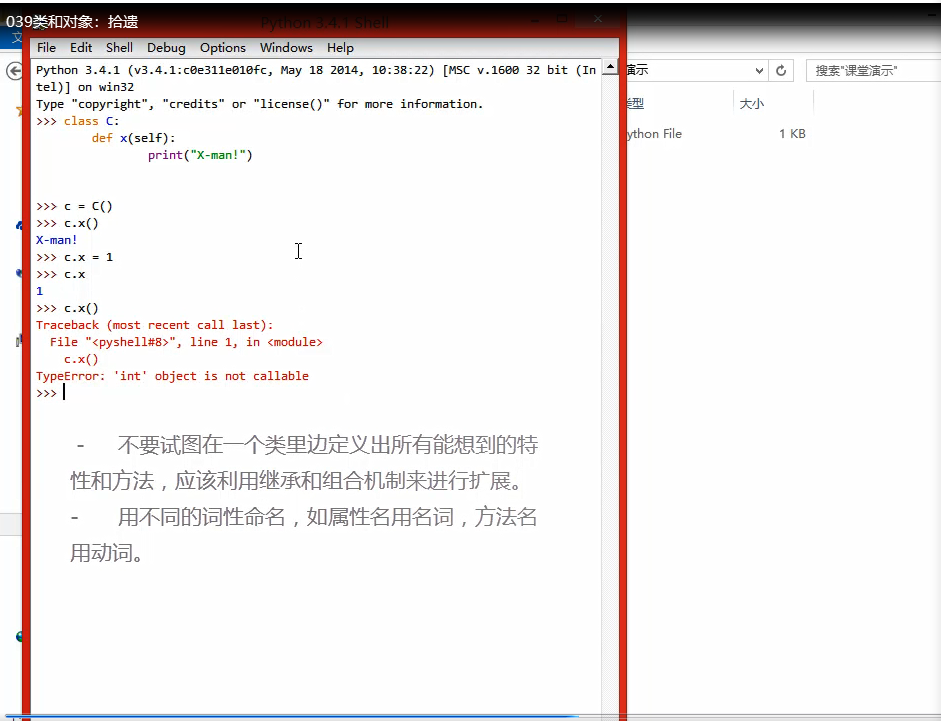 039类和对象：拾遗
Python 3.4.1 Shell
文
File Edit Shell Debug Options Windows Help
Python 3.4.1 (v3.4.1:c0e311e010fc, May 18 2014, 10:38:22) [MSC v.1600 32 bit (In
tel)] on win32
Type "copyright", "credits" or "license()" for more information.
>>> class C:
def x(self):
print("X-man!")
>>> c = C()
>>> c.x()
X-man!
>>> c.x = 1
>>> c.x
1
>>> c.x()
Traceback (most recent call last):
File "<pyshell#8>", line 1, in <module>
c.x()
TypeError: 'int' object is not callable
>>>
- 不要试图在一个类里边定义出所有能想到的特
性和方法，应该利用继承和组合机制来进行扩展。
- 用不同的词性命名，如属性名用名词，方法名
用动词。
演示
搜索"课堂演示"
类型 大小
ython File 1 KB